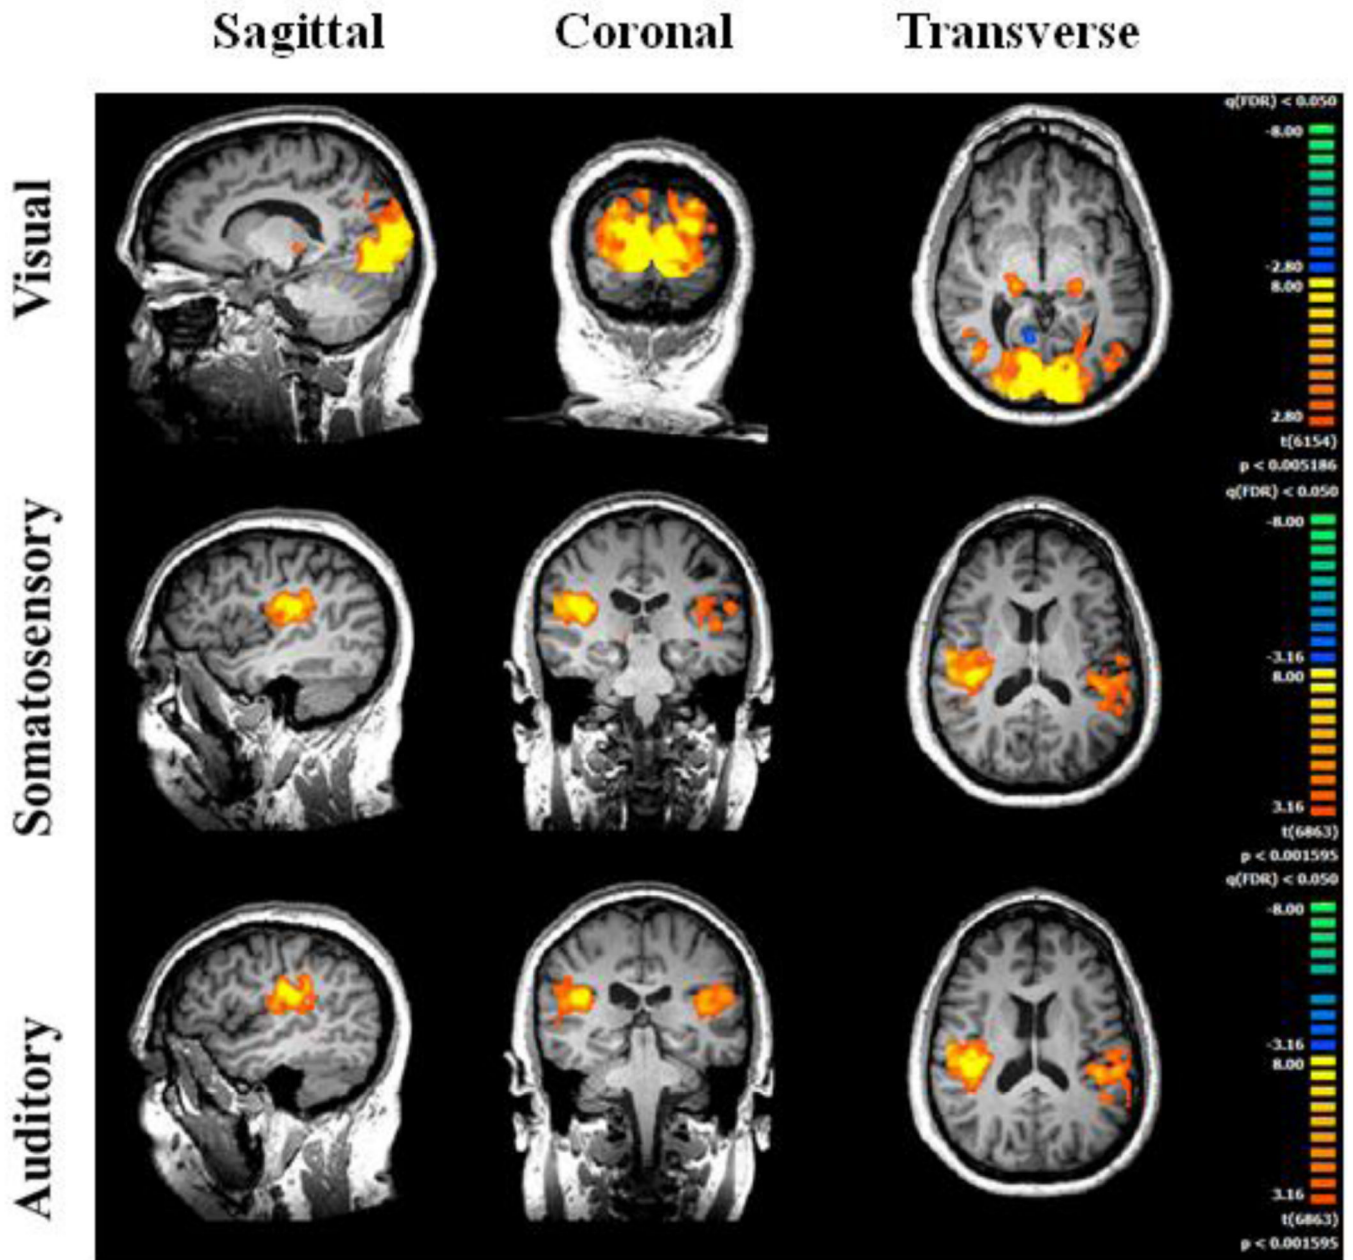 Sagittal Coronal Transverse
Visual
q(FDR) < 0.050
-8.00
-2.80
8.00
2.80
t(6154)
p < 0.005186
Somatosensory
q(FDR) < 0.050
-8.00
-3.16
8.00
3.16
t(6863)
p < 0.001595
Auditory
q(FDR) < 0.050
-8.00
-3.16
8.00
3.16
t(6863)
p < 0.001595